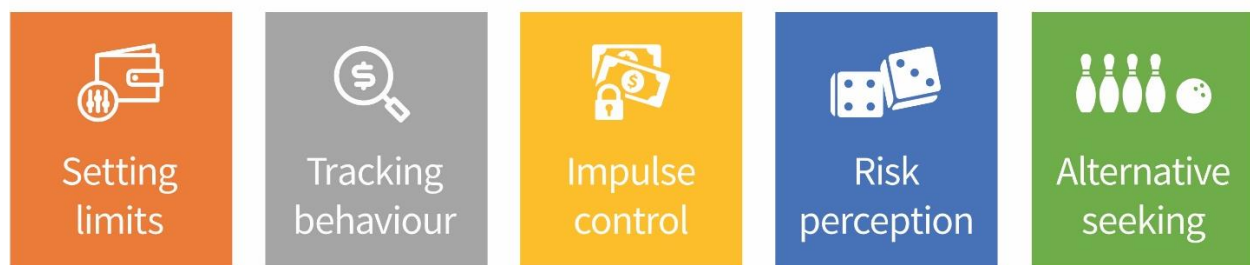 Setting
limits
Tracking
behaviour
Impulse
control
Risk
perception
Alternative
seeking